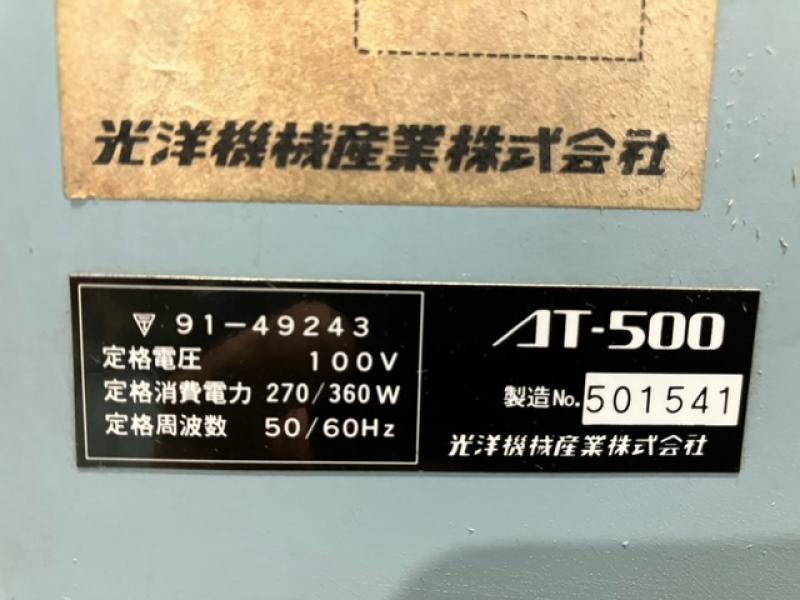 光洋機械産業株式会社
91-49243
定格電圧 100V
定格消費電力 270/360W
定格周波数 50/60Hz
AT-500
製造No. 501541
光洋機械産業株式会社